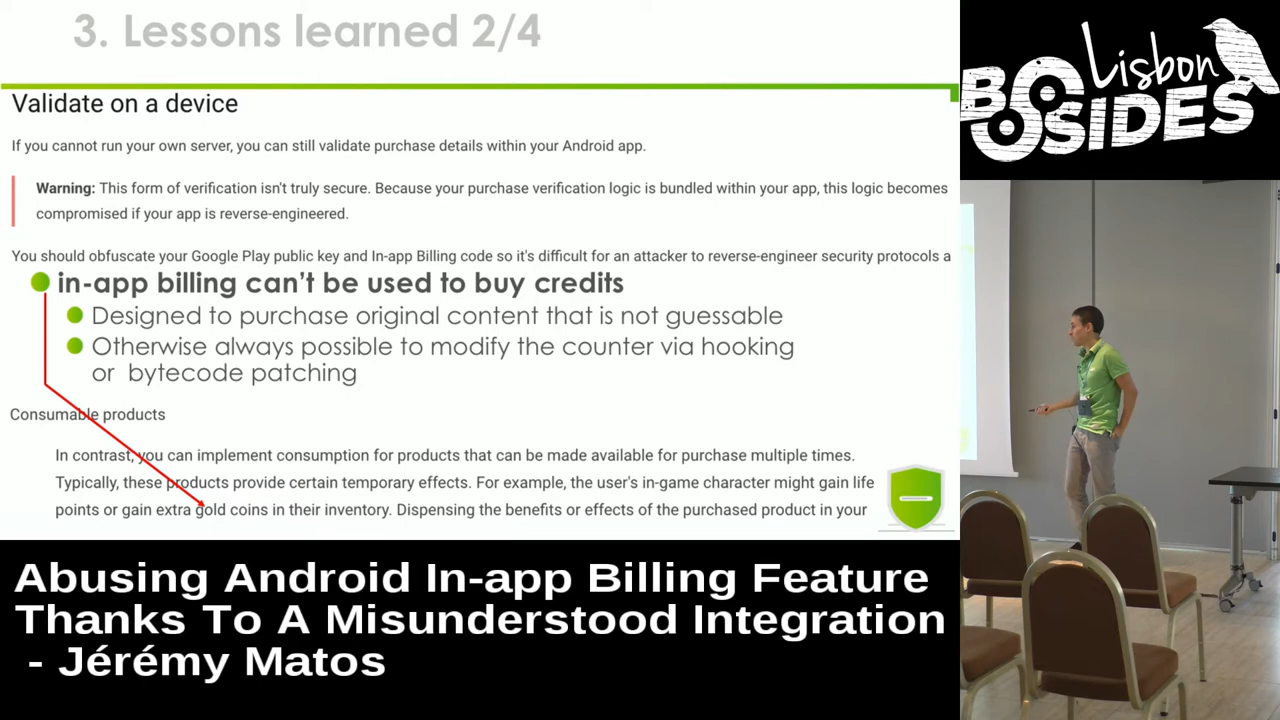 3. Lessons learned 2/4
Validate on a device
If you cannot run your own server, you can still validate purchase details within your Android app.
Warning: This form of verification isn't truly secure. Because your purchase verification logic is bundled within your app, this logic becomes
compromised if your app is reverse-engineered.
You should obfuscate your Google Play public key and In-app Billing code so it's difficult for an attacker to reverse-engineer security protocols a
in-app billing can't be used to buy credits
Designed to purchase original content that is not guessable
Otherwise always possible to modify the counter via hooking
or bytecode patching
Consumable products
In contrast, you can implement consumption for products that can be made available for purchase multiple times.
Typically, these products provide certain temporary effects. For example, the user's in-game character might gain life
points or gain extra gold coins in their inventory. Dispensing the benefits or effects of the purchased product in your
Lisbon
BSIDES
Abusing Android In-app Billing Feature
Thanks To A Misunderstood Integration
- Jérémy Matos